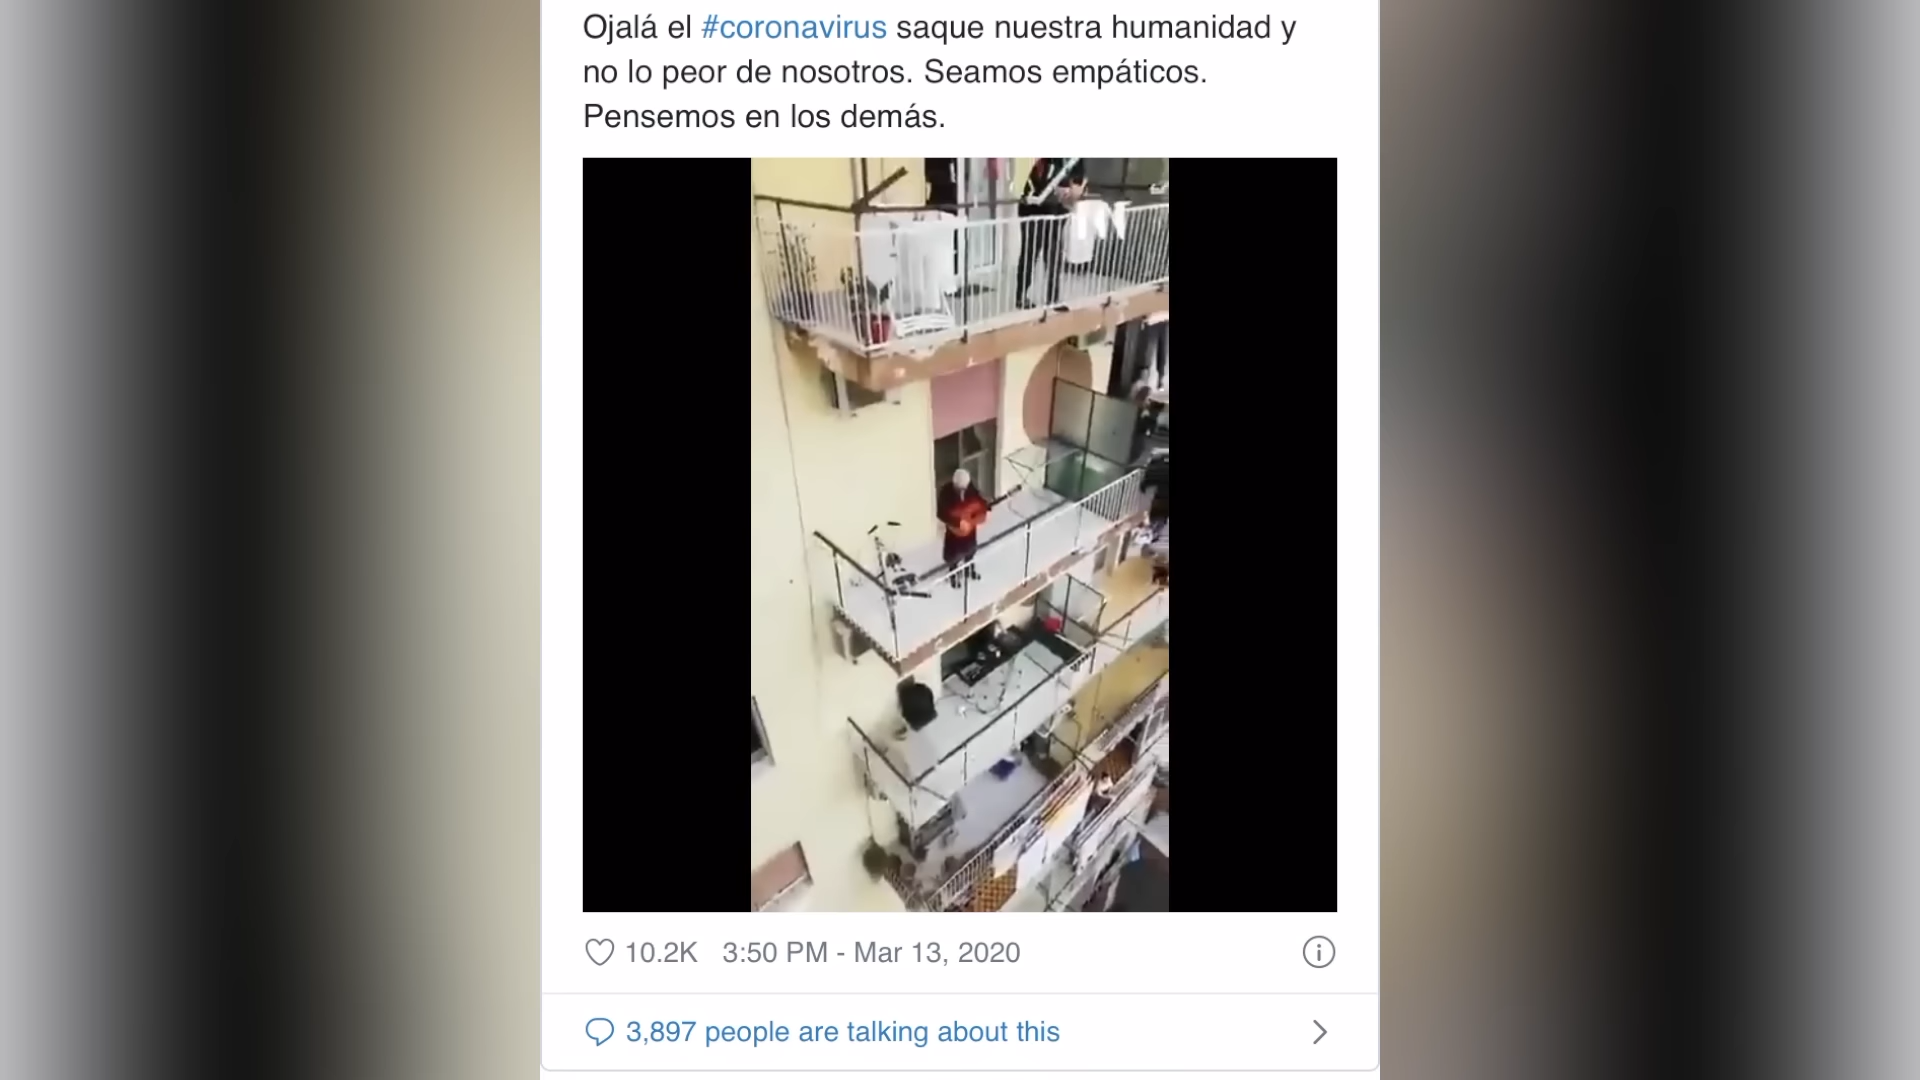 Ojalá el #coronavirus saque nuestra humanidad y
no lo peor de nosotros. Seamos empáticos.
Pensemos en los demás.
10.2K 3:50 PM - Mar 13, 2020
3,897 people are talking about this